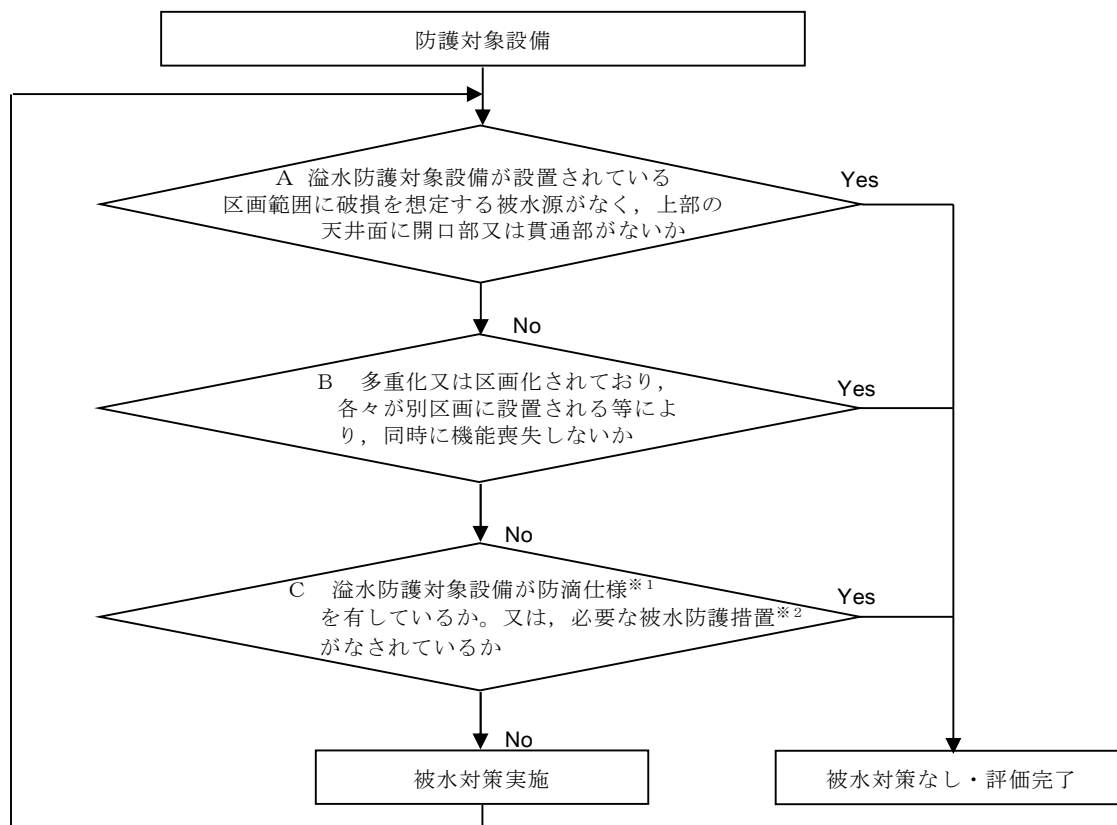 防護対象設備
A 溢水防護対象設備が設置されている
区画範囲に破損を想定する被水源がなく，上部の
天井面に開口部又は貫通部がないか
Yes
No
B 多重化又は区画化されており，
各々が別区画に設置される等によ
り，同時に機能喪失しないか
Yes
No
C 溢水防護対象設備が防滴仕様※1
を有しているか。又は，必要な被水防護措置※2
がなされているか
Yes
No
被水対策実施
被水対策なし・評価完了